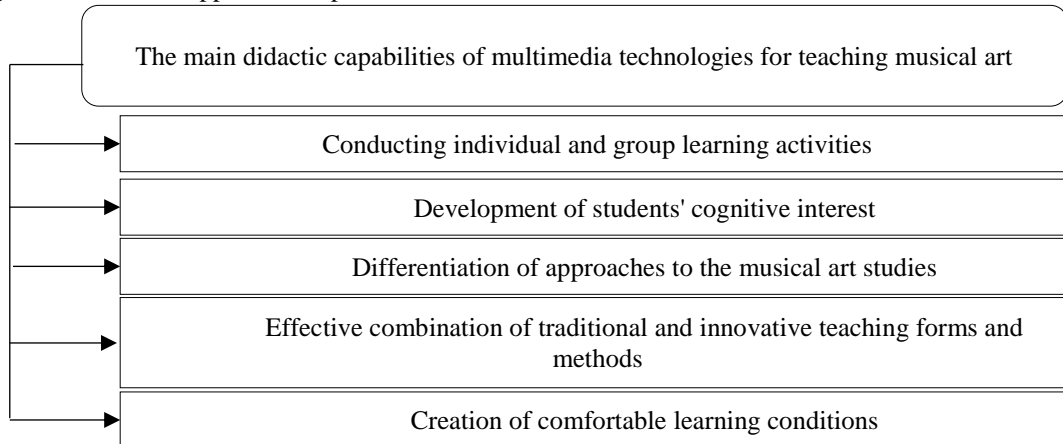 The main didactic capabilities of multimedia technologies for teaching musical art
Conducting individual and group learning activities
Development of students' cognitive interest
Differentiation of approaches to the musical art studies
Effective combination of traditional and innovative teaching forms and
methods
Creation of comfortable learning conditions